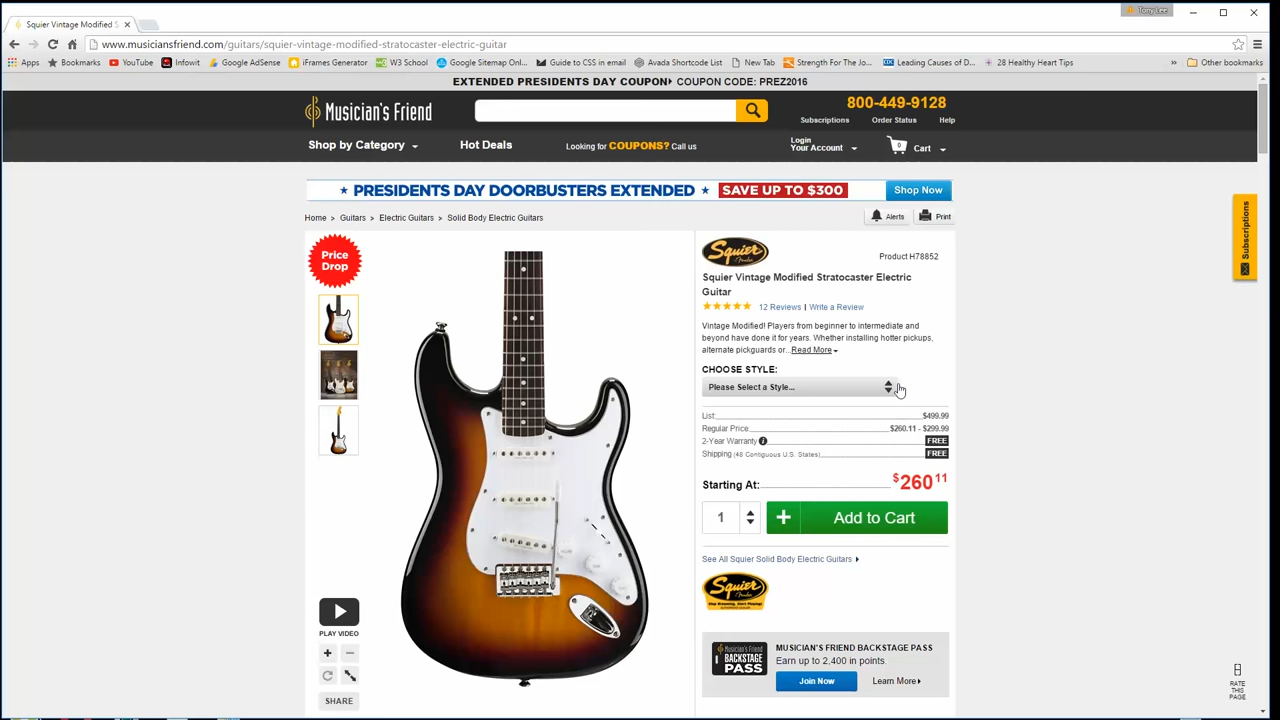 Squier Vintage Modified S
Tony Lee
www.musiciansfriend.com/guitars/squier-vintage-modified-stratocaster-electric-guitar
Apps Bookmarks YouTube Infowit Google AdSense iFrames Generator W3 School Google Sitemap Onl... Guide to CSS in email Avada Shortcode List New Tab Strength For The Jo... Leading Causes of D... 28 Healthy Heart Tips » Other bookmarks
EXTENDED PRESIDENTS DAY COUPON COUPON CODE: PREZ2016
Musician's Friend
800-449-9128
Subscriptions Order Status Help
Shop by Category Hot Deals Looking for COUPONS? Call us
Login
Your Account
0 Cart
★ PRESIDENTS DAY DOORBUSTERS EXTENDED ★ SAVE UP TO $300 Shop Now
Home > Guitars > Electric Guitars > Solid Body Electric Guitars
Alerts Print
Subscriptions
Price
Drop
Squier
Product H78852
Squier Vintage Modified Stratocaster Electric
Guitar
12 Reviews | Write a Review
Vintage Modified! Players from beginner to intermediate and
beyond have done it for years. Whether installing hotter pickups,
alternate pickguards or...Read More
CHOOSE STYLE:
Please Select a Style...
List: $499.99
Regular Price: $260.11 - $299.99
2-Year Warranty FREE
Shipping (48 Contiguous U.S. States) FREE
Starting At: $260 11
1 + Add to Cart
See All Squier Solid Body Electric Guitars
Squier
PLAY VIDEO
SHARE
Musician's Friend
BACKSTAGE
PASS
MUSICIAN'S FRIEND BACKSTAGE PASS
Earn up to 2,400 in points.
Join Now Learn More
RATE
THIS
PAGE